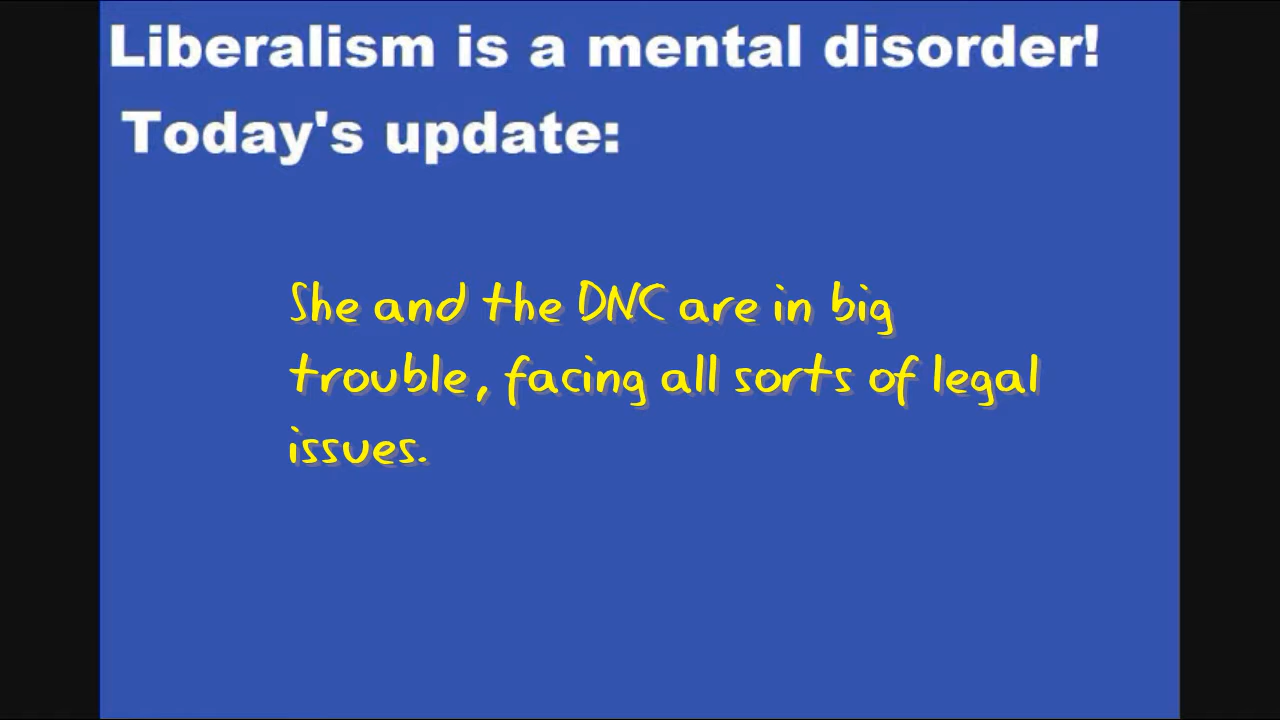 Liberalism is a mental disorder!
Today's update:
She and the DNC are in big
trouble, facing all sorts of legal
issues.